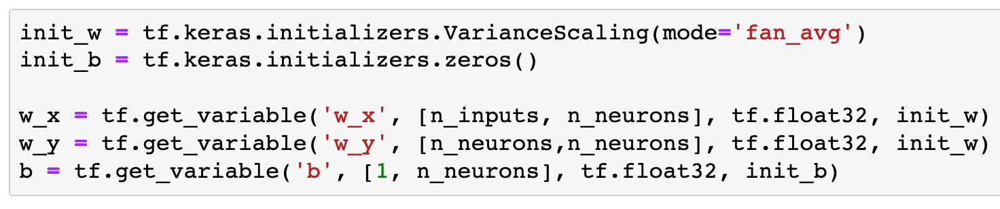 init_w = tf.keras.initializers.VarianceScaling(mode='fan_avg')
init_b = tf.keras.initializers.zeros()
w_x = tf.get_variable('w_x', [n_inputs, n_neurons], tf.float32, init_w)
w_y = tf.get_variable('w_y', [n_neurons,n_neurons], tf.float32, init_w)
b = tf.get_variable('b', [1, n_neurons], tf.float32, init_b)